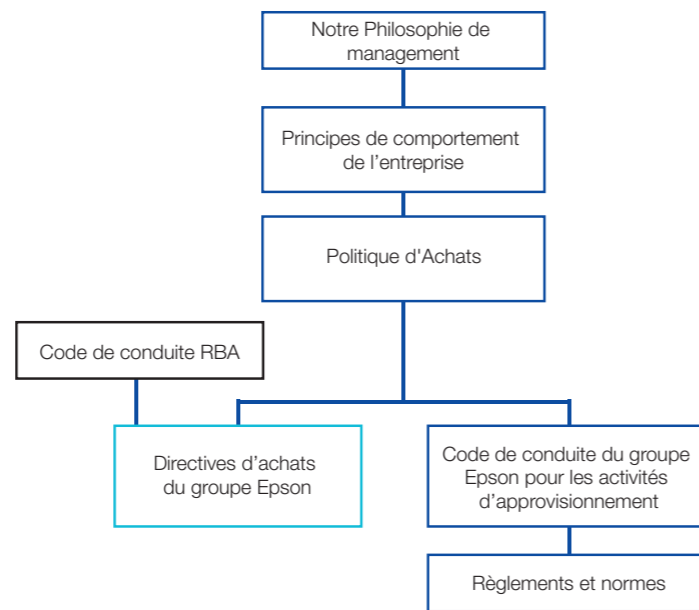 Notre Philosophie de
management
Principes de comportement
de l’entreprise
Politique d'Achats
Code de conduite RBA
Directives d’achats
du groupe Epson
Code de conduite du groupe
Epson pour les activités
d’approvisionnement
Règlements et normes